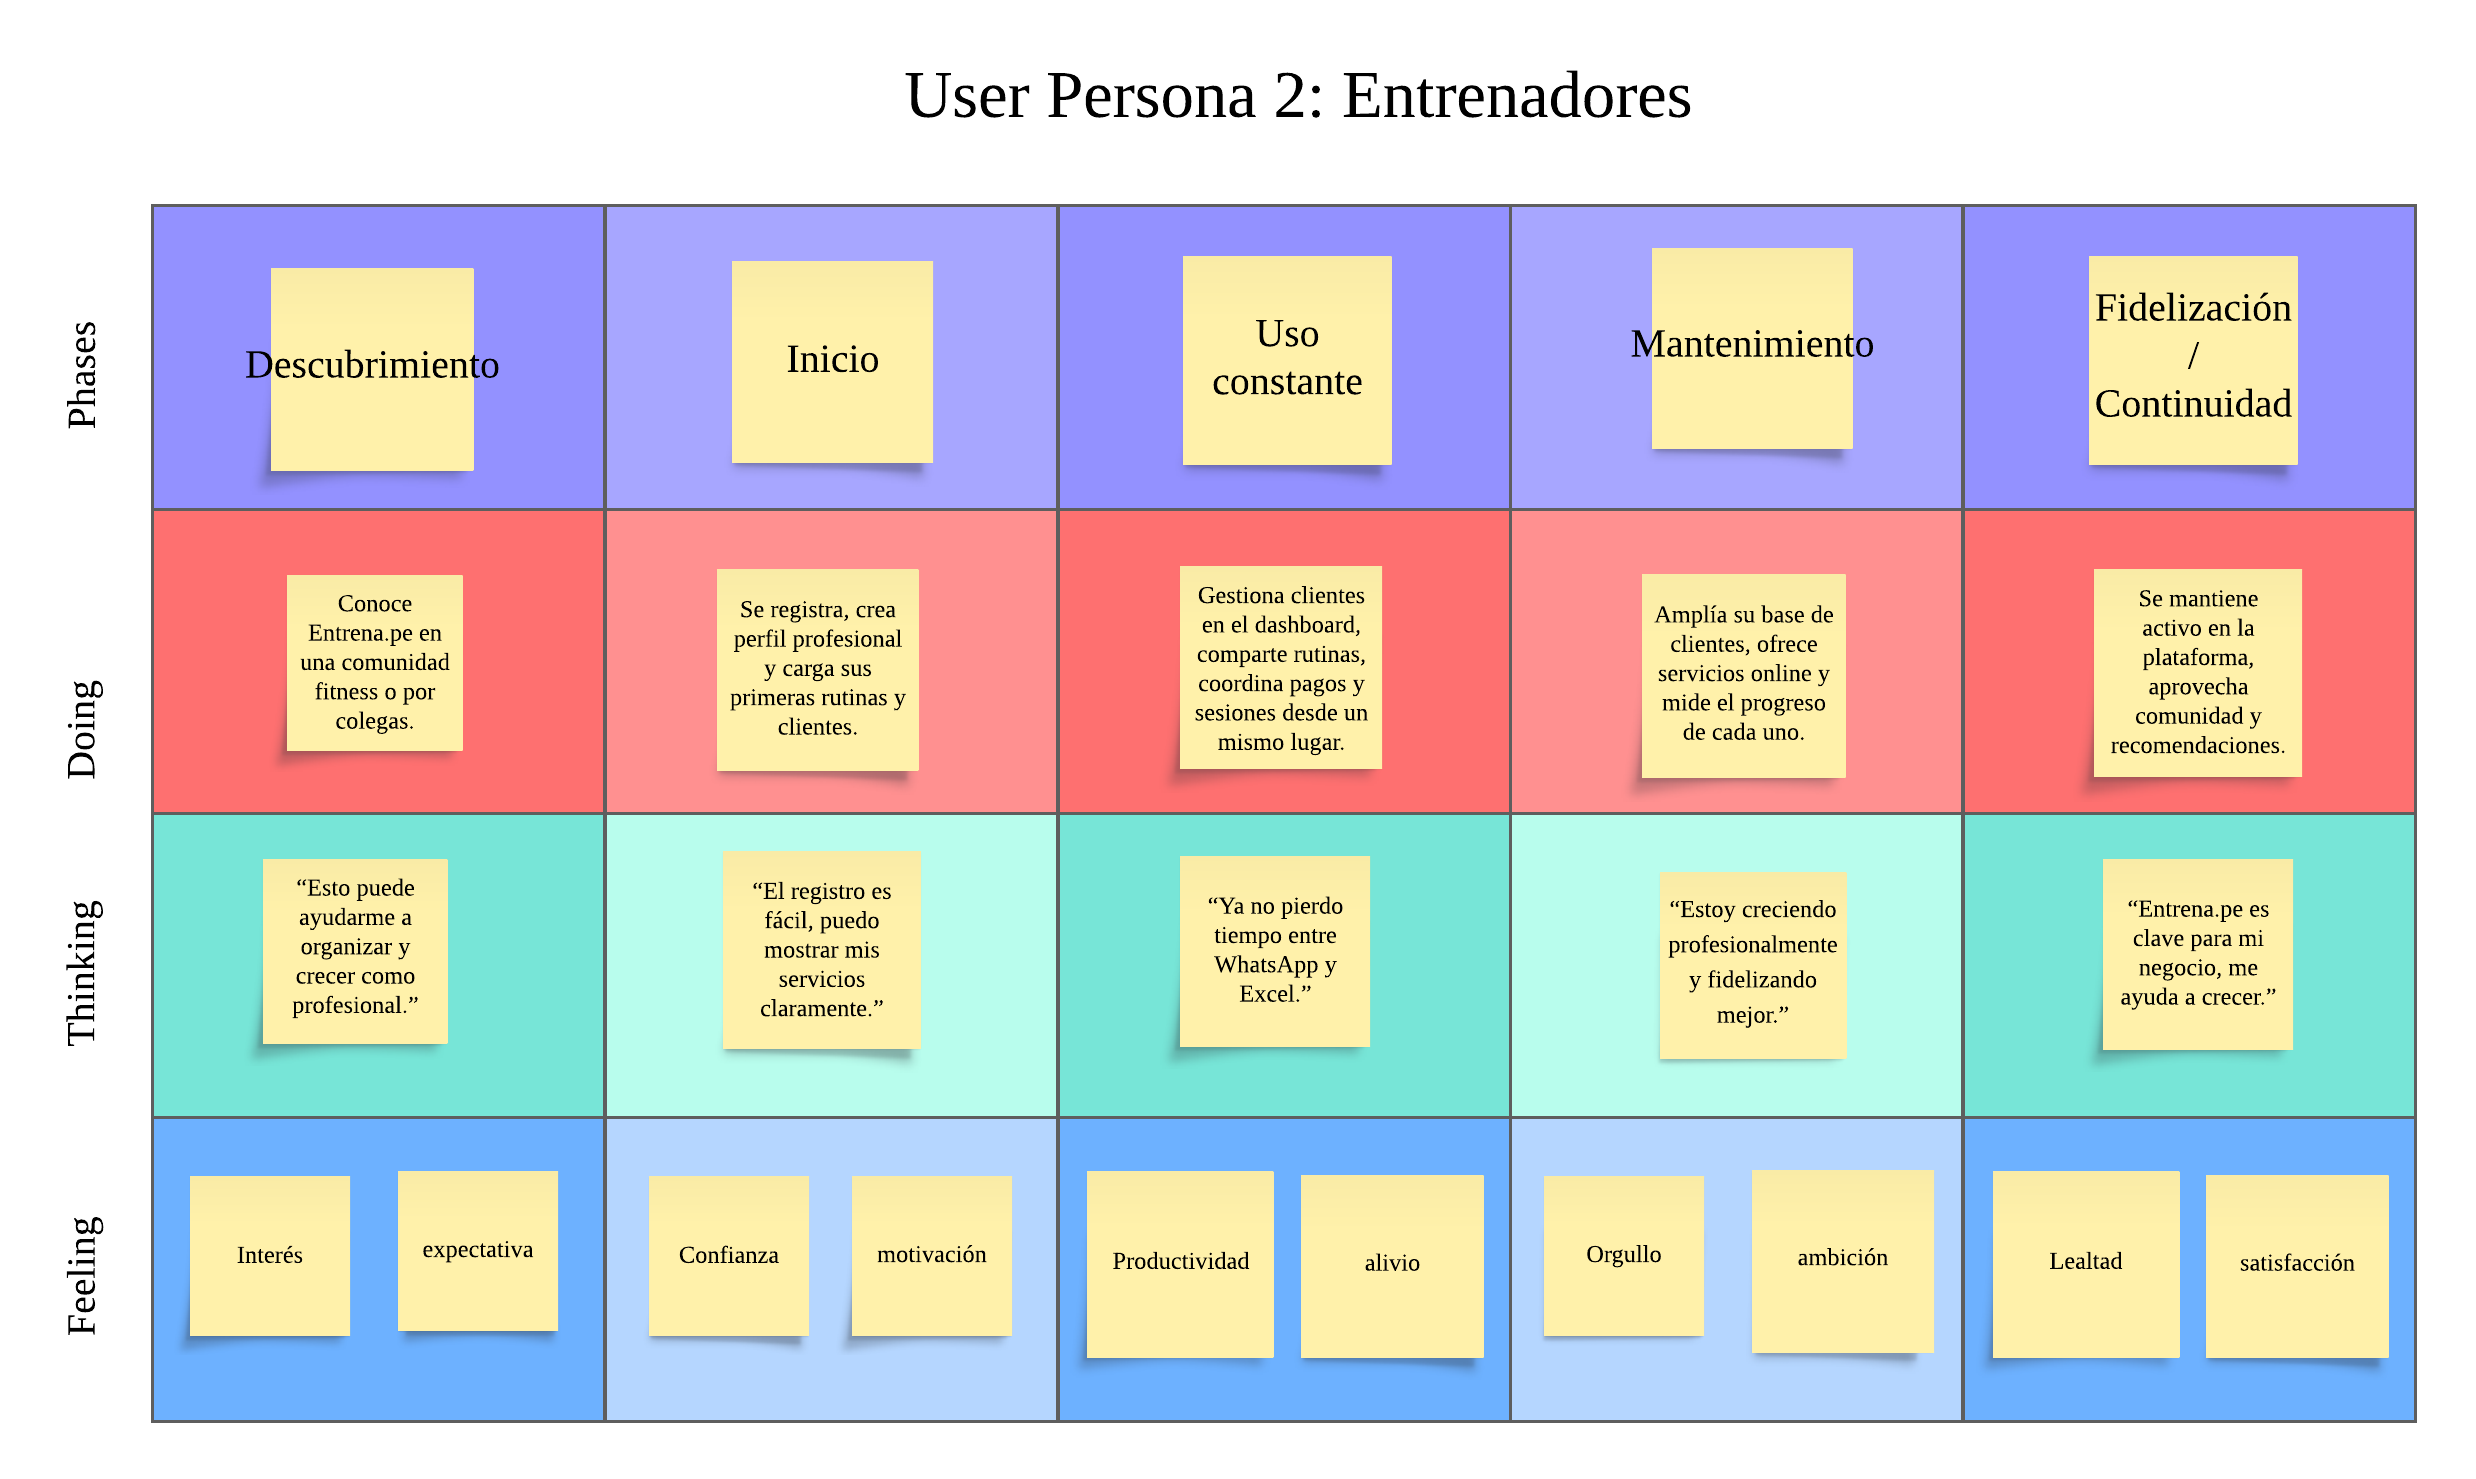 User Persona 2: Entrenadores
Phases
Descubrimiento
Inicio
Uso
constante
Mantenimiento
Fidelización
/
Continuidad
Doing
Conoce
Entrena.pe en
una comunidad
fitness o por
colegas.
Se registra, crea
perfil profesional
y carga sus
primeras rutinas y
clientes.
Gestiona clientes
en el dashboard,
comparte rutinas,
coordina pagos y
sesiones desde un
mismo lugar.
Amplía su base de
clientes, ofrece
servicios online y
mide el progreso
de cada uno.
Se mantiene
activo en la
plataforma,
aprovecha
comunidad y
recomendaciones.
Thinking
“Esto puede
ayudarme a
organizar y
crecer como
profesional.”
“El registro es
fácil, puedo
mostrar mis
servicios
claramente.”
“Ya no pierdo
tiempo entre
WhatsApp y
Excel.”
“Estoy creciendo
profesionalmente
y fidelizando
mejor.”
“Entrena.pe es
clave para mi
negocio, me
ayuda a crecer.”
Feeling
Interés
expectativa
Confianza
motivación
Productividad
alivio
Orgullo
ambición
Lealtad
satisfacción